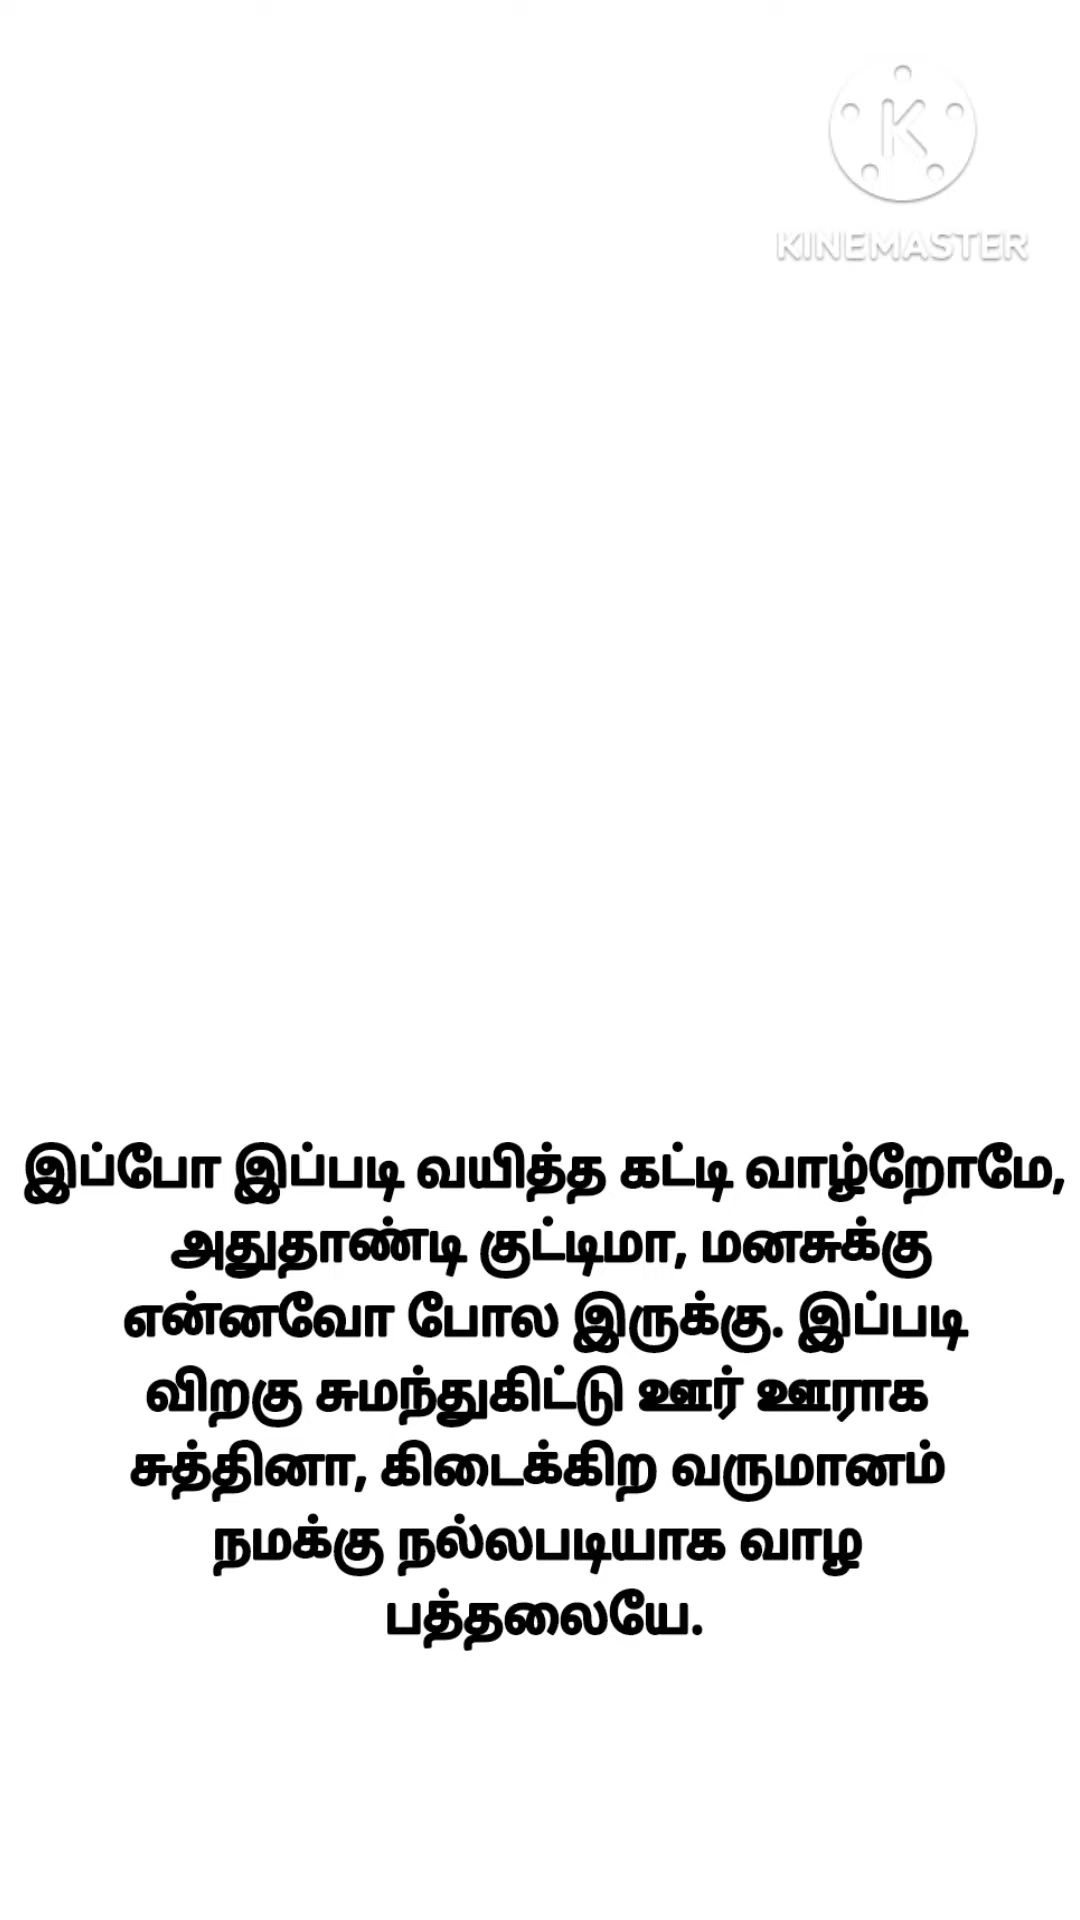 KINEMASTER
இப்போ இப்படி வயித்த கட்டி வாழ்றோமே,
அதுதாண்டி குட்டிமா, மனசுக்கு
என்னவோ போல இருக்கு. இப்படி
விறகு சுமந்துகிட்டு ஊர் ஊராக
சுத்தினா, கிடைக்கிற வருமானம்
நமக்கு நல்லபடியாக வாழ
பத்தலையே.